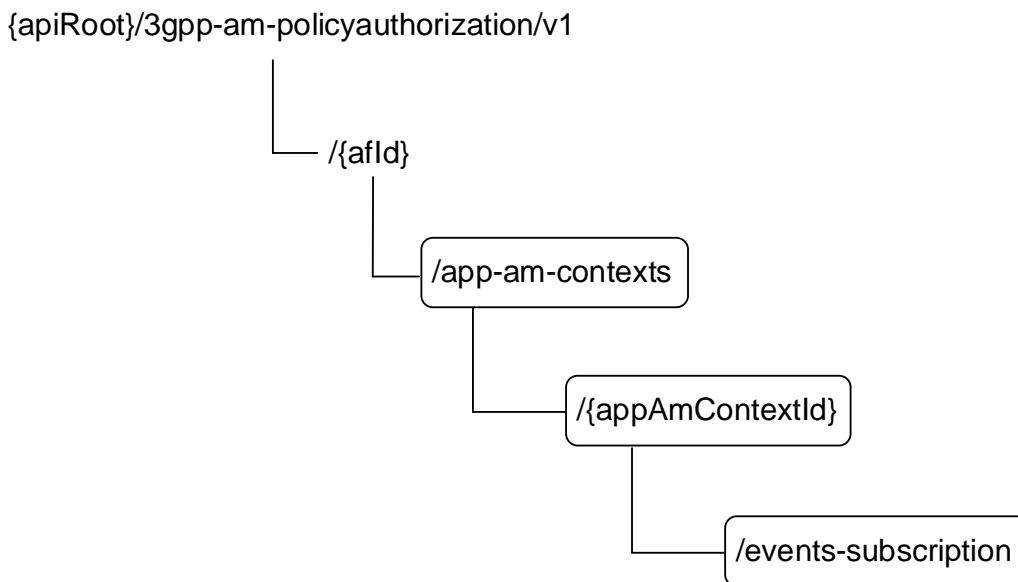 {apiRoot}/3gpp-am-policyauthorization/v1
/{afId}
/app-am-contexts
/{appAmContextId}
/events-subscription